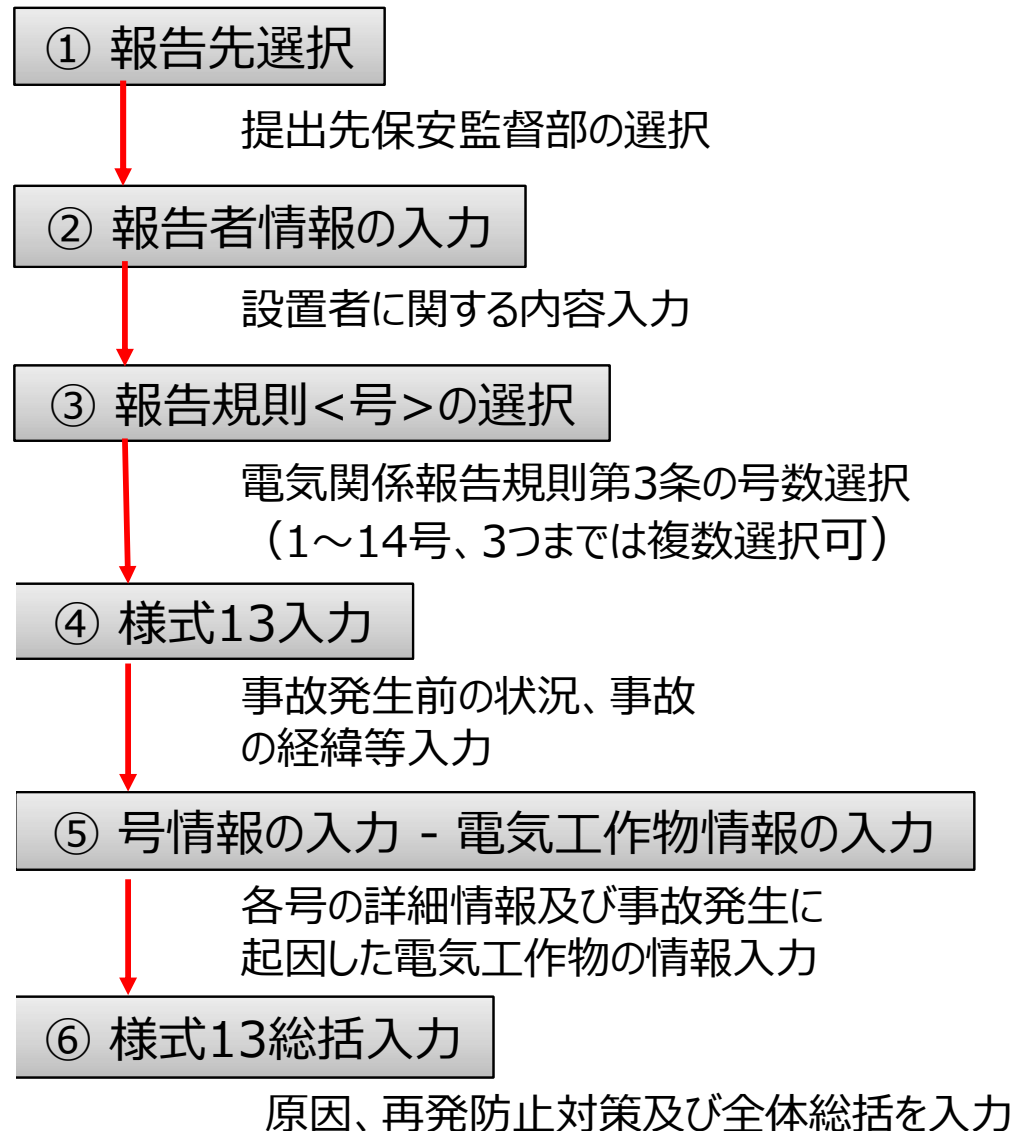 ① 報告先選択
提出先保安監督部の選択
② 報告者情報の入力
設置者に関する内容入力
③ 報告規則<号>の選択
電気関係報告規則第3条の号数選択
（1～14号、3つまでは複数選択可）
④ 様式13入力
事故発生前の状況、事故
の経緯等入力
⑤ 号情報の入力 - 電気工作物情報の入力
各号の詳細情報及び事故発生に
起因した電気工作物の情報入力
⑥ 様式13総括入力
原因、再発防止対策及び全体総括を入力